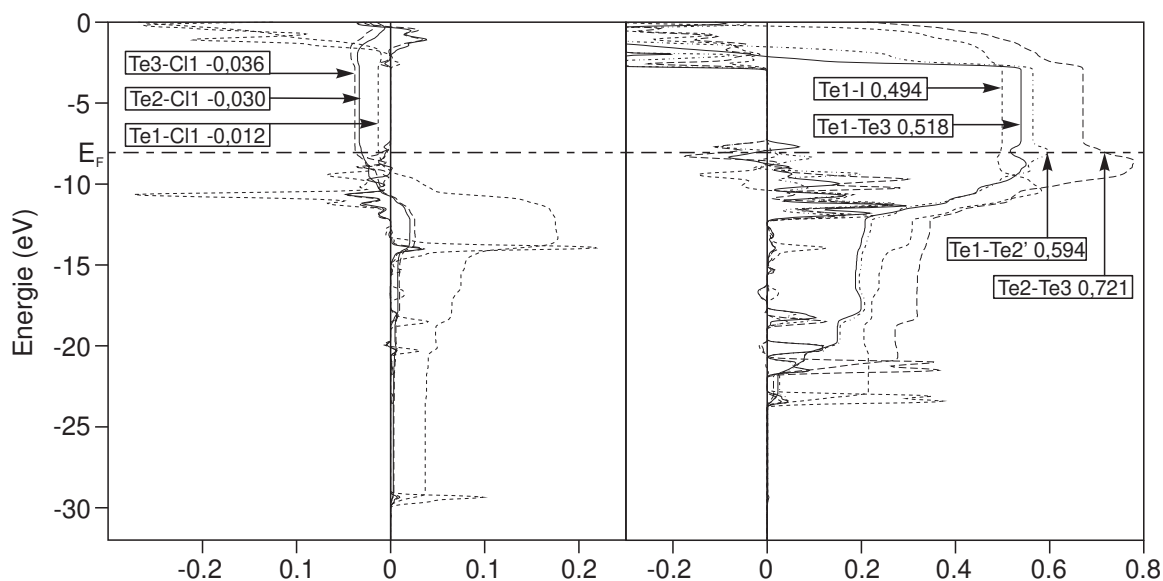 0
-5
E_F
-10
-15
-20
-25
-30
Energie (eV)
Te3-Cl1 -0,036
Te2-Cl1 -0,030
Te1-Cl1 -0,012
Te1-I 0,494
Te1-Te3 0,518
Te1-Te2' 0,594
Te2-Te3 0,721
-0.2 0.1 0 0.1 0.2
-0.2 0 0.2 0.4 0.6 0.8